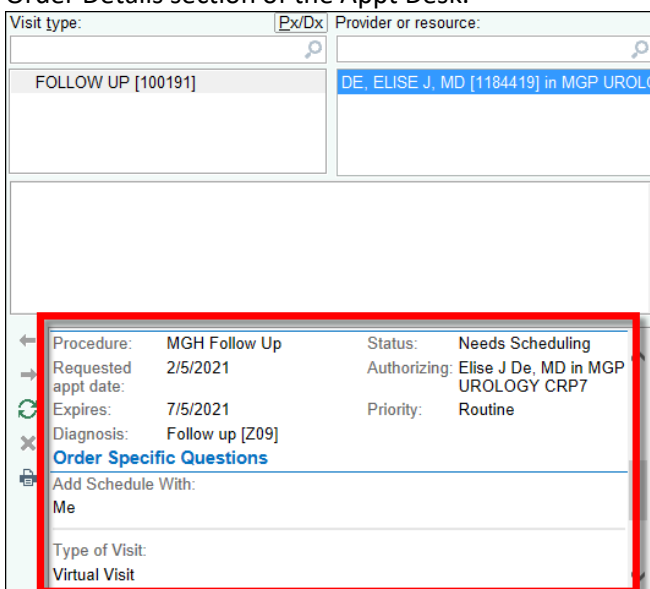 Order Details section of the Appt Desk.
Visit type: Px/Dx Provider or resource:
FOLLOW UP [100191] DE, ELISE J, MD [1184419] in MGP UROL
Procedure: MGH Follow Up Status: Needs Scheduling
Requested appt date: 2/5/2021 Authorizing: Elise J De, MD in MGP UROLOGY CRP7
Expires: 7/5/2021 Priority: Routine
Diagnosis: Follow up [Z09]
Order Specific Questions
Add Schedule With:
Me
Type of Visit:
Virtual Visit